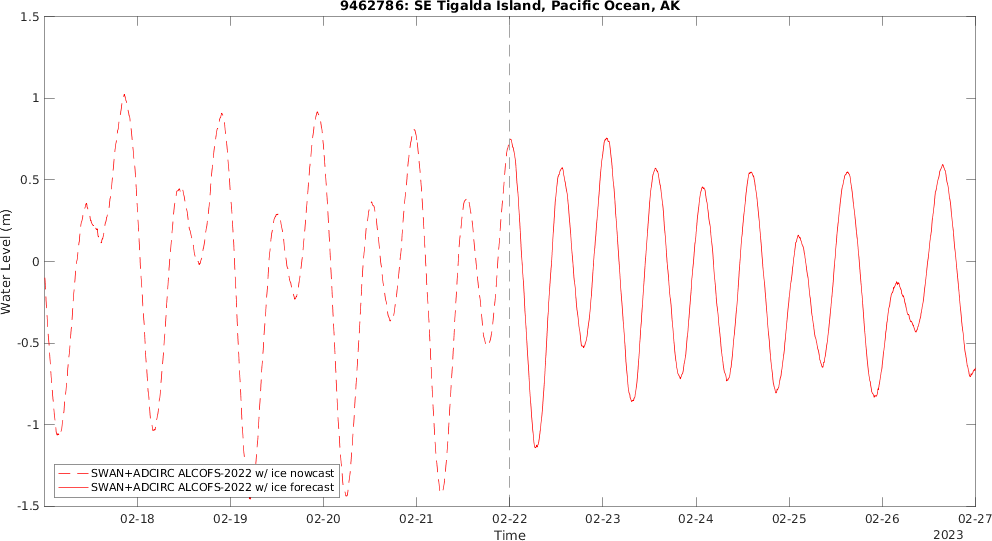 9462786: SE Tigalda Island, Pacific Ocean, AK
1.5
1
0.5
0
-0.5
-1
-1.5
Water Level (m)
SWAN+ADCIRC ALCOFS-2022 w/ ice nowcast
SWAN+ADCIRC ALCOFS-2022 w/ ice forecast
02-18 02-19 02-20 02-21 02-22 02-23 02-24 02-25 02-26 02-27
Time
2023